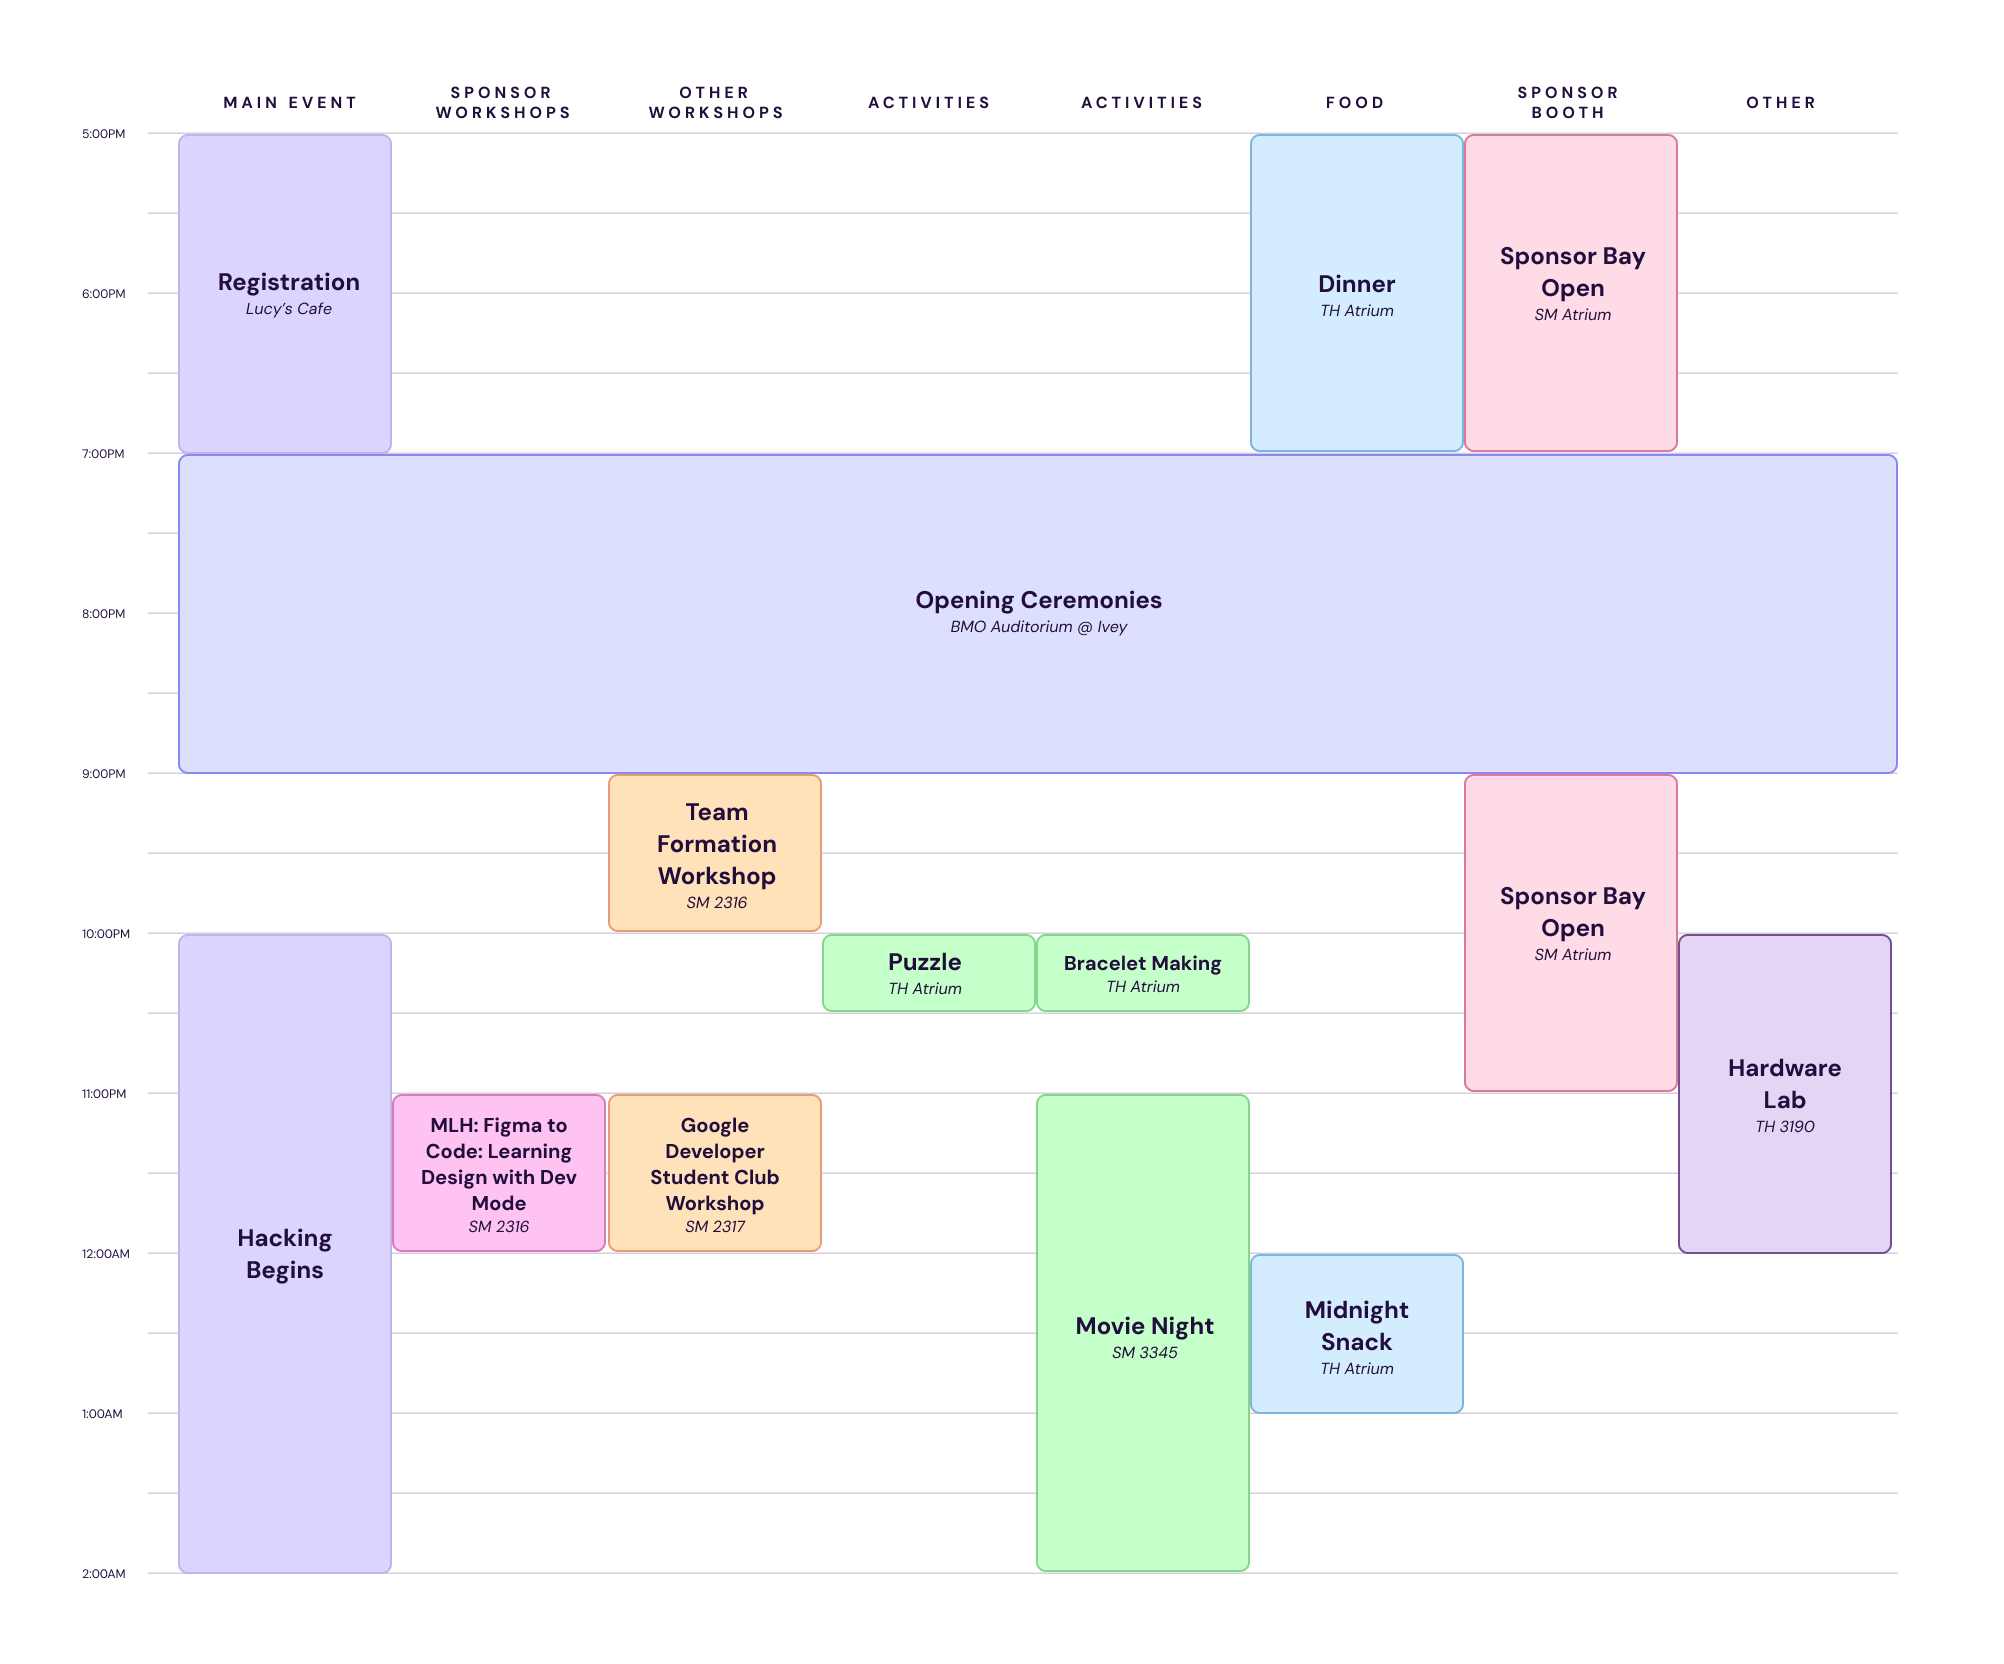 MAIN EVENT
SPONSOR
WORKSHOPS
OTHER
WORKSHOPS
ACTIVITIES
ACTIVITIES
FOOD
SPONSOR
BOOTH
OTHER
5:00PM
Registration
Lucy's Cafe
Dinner
TH Atrium
Sponsor Bay
Open
SM Atrium
6:00PM
7:00PM
Opening Ceremonies
BMO Auditorium @ Ivey
8:00PM
9:00PM
Team
Formation
Workshop
SM 2316
Sponsor Bay
Open
SM Atrium
10:00PM
Puzzle
TH Atrium
Bracelet Making
TH Atrium
Hardware
Lab
TH 3190
11:00PM
MLH: Figma to
Code: Learning
Design with Dev
Mode
SM 2316
Google
Developer
Student Club
Workshop
SM 2317
Hacking
Begins
12:00AM
Movie Night
SM 3345
Midnight
Snack
TH Atrium
1:00AM
2:00AM